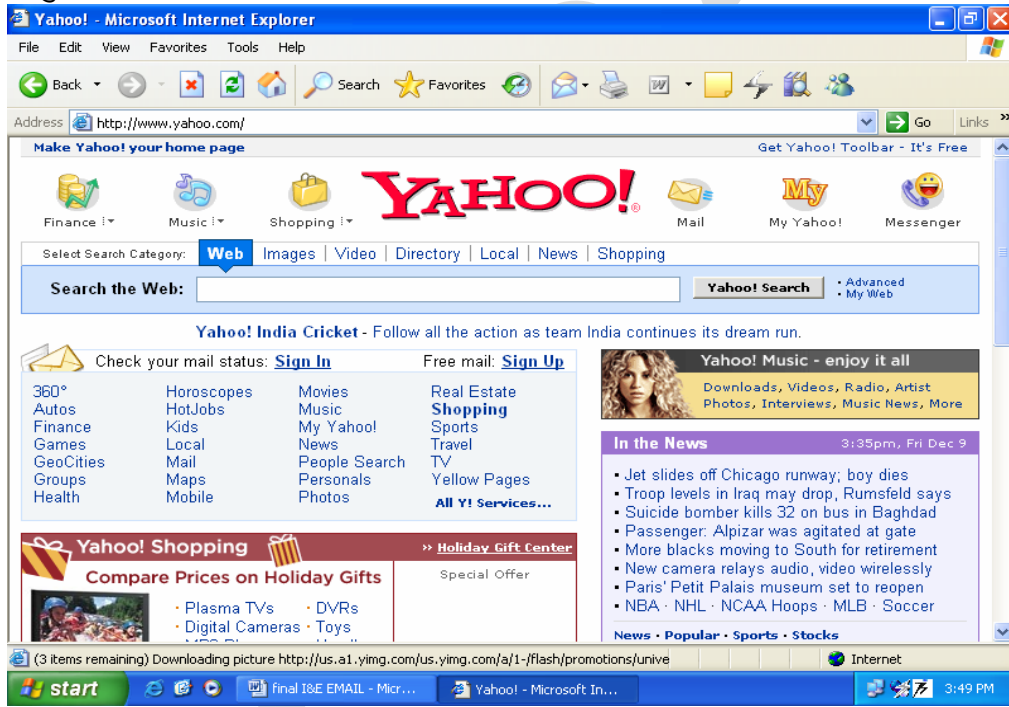 Yahoo! - Microsoft Internet Explorer
File Edit View Favorites Tools Help
Back Search Favorites
Address http://www.yahoo.com/ Go Links »
Make Yahoo! your home page Get Yahoo! Toolbar - It's Free
Finance Music Shopping YAHOO!® Mail My Yahoo! Messenger
Select Search Category: Web Images | Video | Directory | Local | News | Shopping
Search the Web: Yahoo! Search · Advanced
· My Web
Yahoo! India Cricket - Follow all the action as team India continues its dream run.
Check your mail status: Sign In Free mail: Sign Up
360° Horoscopes Movies Real Estate
Autos HotJobs Music Shopping
Finance Kids My Yahoo! Sports
Games Local News Travel
GeoCities Mail People Search TV
Groups Maps Personals Yellow Pages
Health Mobile Photos All Y! Services...
Yahoo! Music - enjoy it all
Downloads, Videos, Radio, Artist
Photos, Interviews, Music News, More
In the News 3:35pm, Fri Dec 9
• Jet slides off Chicago runway; boy dies
• Troop levels in Iraq may drop, Rumsfeld says
• Suicide bomber kills 32 on bus in Baghdad
• Passenger: Alpizar was agitated at gate
• More blacks moving to South for retirement
• New camera relays audio, video wirelessly
• Paris' Petit Palais museum set to reopen
• NBA · NHL · NCAA Hoops · MLB · Soccer
News · Popular · Sports · Stocks
Yahoo! Shopping » Holiday Gift Center
Compare Prices on Holiday Gifts Special Offer
· Plasma TVs · DVRs
· Digital Cameras · Toys
(3 items remaining) Downloading picture http://us.a1.yimg.com/us.yimg.com/a/1-/flash/promotions/unive Internet
start final I&E EMAIL - Micr... Yahoo! - Microsoft In... 3:49 PM